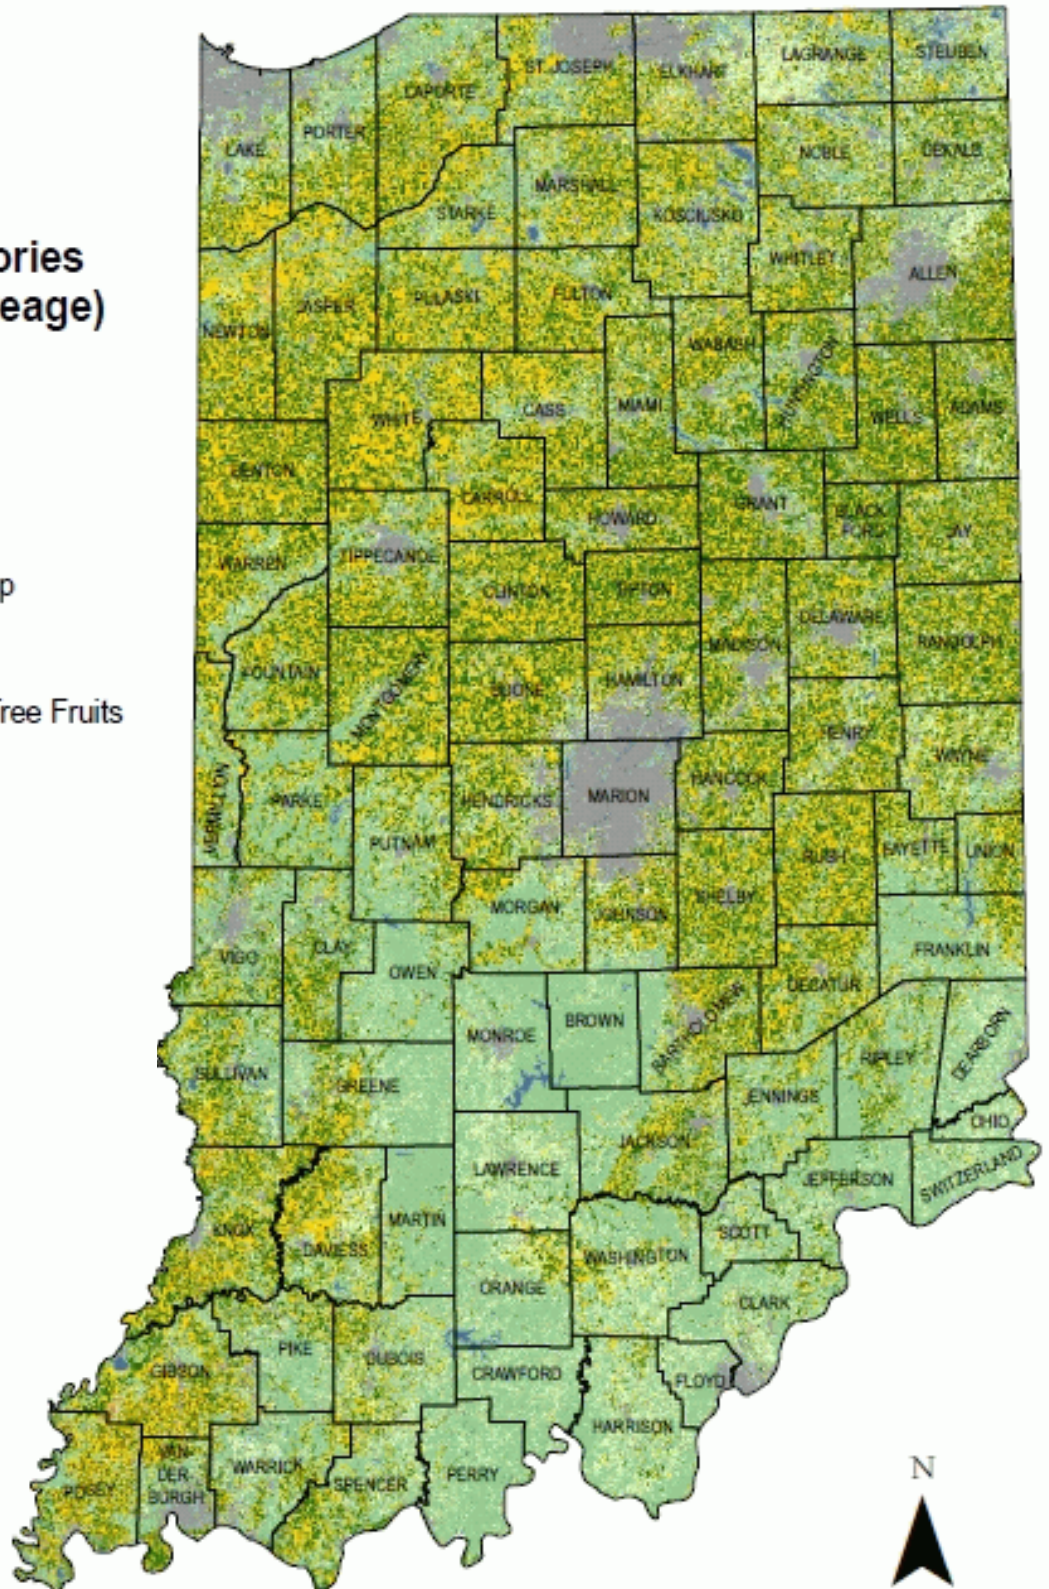 LAGRANGE
STEUBEN
ST. JOSEPH
ELKHART
LAPORTE
PORTER
LAKE
NOBLE
DEKALB
MARSHALL
STARKE
KOSCIUSKO
ories
WHITLEY
ALLEN
eage)
PULASKI
FULTON
JASPER
NEWTON
WABASH
HUNTINGTON
WHITE
CASS
MIAMI
WELLS
ADAMS
BENTON
CARROLL
GRANT
HOWARD
BLACK
FORD
JAY
WARREN
TIPPECANOE
p
CLINTON
TIPTON
DELAWARE
MADISON
RANDOLPH
FOUNTAIN
MONTGOMERY
BOONE
HAMILTON
ree Fruits
HENRY
WAYNE
VERMILLION
PARKE
HENDRICKS
MARION
HANCOCK
PUTNAM
RUSH
FAYETTE
UNION
MORGAN
JOHNSON
SHELBY
VIGO
CLAY
OWEN
FRANKLIN
DECATUR
MONROE
BROWN
BARTHOLOMEW
DEARBORN
SULLIVAN
GREENE
RIPLEY
JENNINGS
OHIO
JACKSON
LAWRENCE
JEFFERSON
SWITZERLAND
MARTIN
KNOX
DAVIESS
SCOTT
WASHINGTON
ORANGE
CLARK
PIKE
DUBOIS
GIBSON
CRAWFORD
FLOYD
HARRISON
VAN-
DER-
BURGH
POSEY
WARRICK
SPENCER
PERRY
N